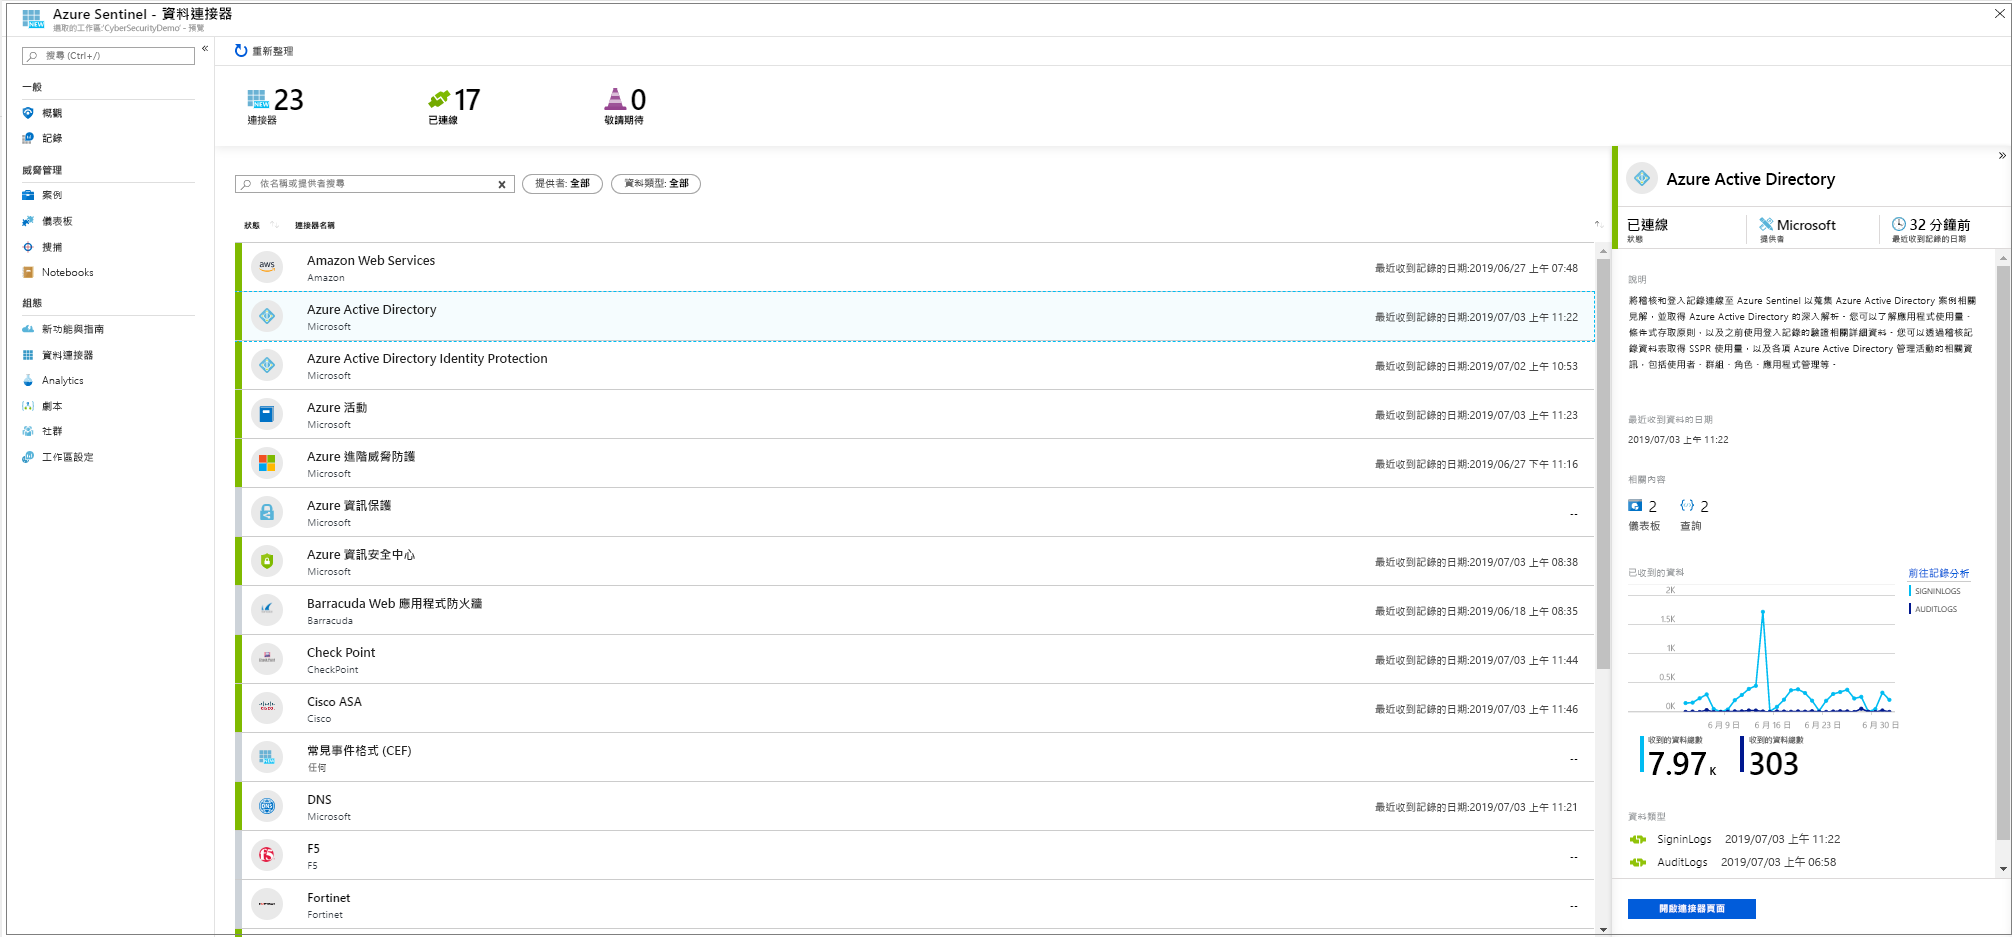 Azure Sentinel - 資料連接器
選取的工作區:'CyberSecurityDemo' - 預覽
搜尋 (Ctrl+/)
«
一般
概觀
記錄
威脅管理
案例
儀表板
搜捕
Notebooks
組態
新功能與指南
資料連接器
Analytics
劇本
社群
工作區設定
重新整理
23
連接器
17
已連線
0
敬請期待
依名稱或提供者搜尋
提供者: 全部
資料類型: 全部
狀態 連接器名稱
aws
Amazon Web Services
Amazon
最近收到記錄的日期:2019/06/27 上午 07:48
Azure Active Directory
Microsoft
最近收到記錄的日期:2019/07/03 上午 11:22
Azure Active Directory Identity Protection
Microsoft
最近收到記錄的日期:2019/07/02 上午 10:53
Azure 活動
Microsoft
最近收到記錄的日期:2019/07/03 上午 11:23
Azure 進階威脅防護
Microsoft
最近收到記錄的日期:2019/06/27 下午 11:16
Azure 資訊保護
Microsoft
--
Azure 資訊安全中心
Microsoft
最近收到記錄的日期:2019/07/03 上午 08:38
Barracuda Web 應用程式防火牆
Barracuda
最近收到記錄的日期:2019/06/18 上午 08:35
Check Point
CheckPoint
最近收到記錄的日期:2019/07/03 上午 11:44
Cisco ASA
Cisco
最近收到記錄的日期:2019/07/03 上午 11:46
常見事件格式 (CEF)
任何
--
DNS
Microsoft
最近收到記錄的日期:2019/07/03 上午 11:21
F5
F5
--
Fortinet
Fortinet
--
»
Azure Active Directory
已連線
狀態
Microsoft
提供者
32 分鐘前
最近收到記錄的日期
說明
將稽核和登入記錄連線至 Azure Sentinel 以蒐集 Azure Active Directory 案例相關
見解，並取得 Azure Active Directory 的深入解析。您可以了解應用程式使用量、
條件式存取原則，以及之前使用登入記錄的驗證相關詳細資料。您可以透過稽核記
錄資料表取得 SSPR 使用量，以及各項 Azure Active Directory 管理活動的相關資
訊，包括使用者、群組、角色、應用程式管理等。
最近收到資料的日期
2019/07/03 上午 11:22
相關內容
2
儀表板
2
查詢
已收到的資料
前往記錄分析
SIGNINLOGS
AUDITLOGS
2K
1.5K
1K
0.5K
0K
6 月 9 日 6 月 16 日 6 月 23 日 6 月 30 日
收到的資料總數
7.97 K
收到的資料總數
303
資料類型
SigninLogs 2019/07/03 上午 11:22
AuditLogs 2019/07/03 上午 06:58
開啟連接器頁面